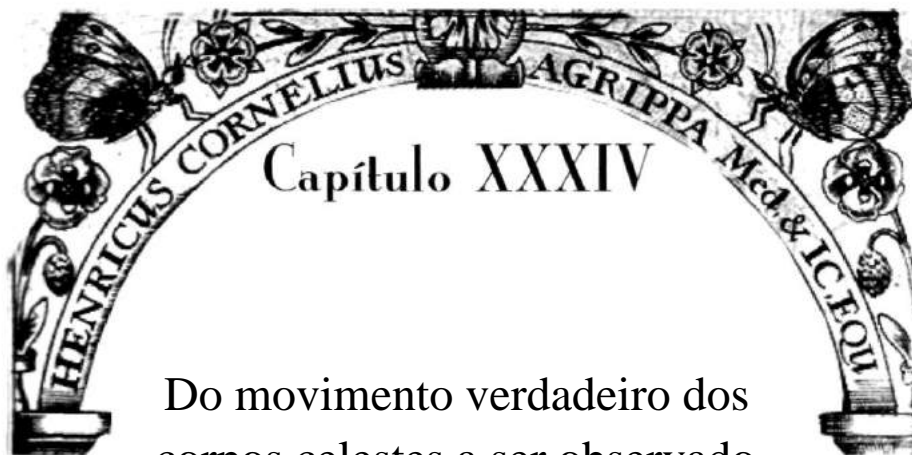 HENRICUS CORNELIUS AGRIPPA Med. & IC. EQU
Capítulo XXXIV
Do movimento verdadeiro dos
corpos celestes a ser observado